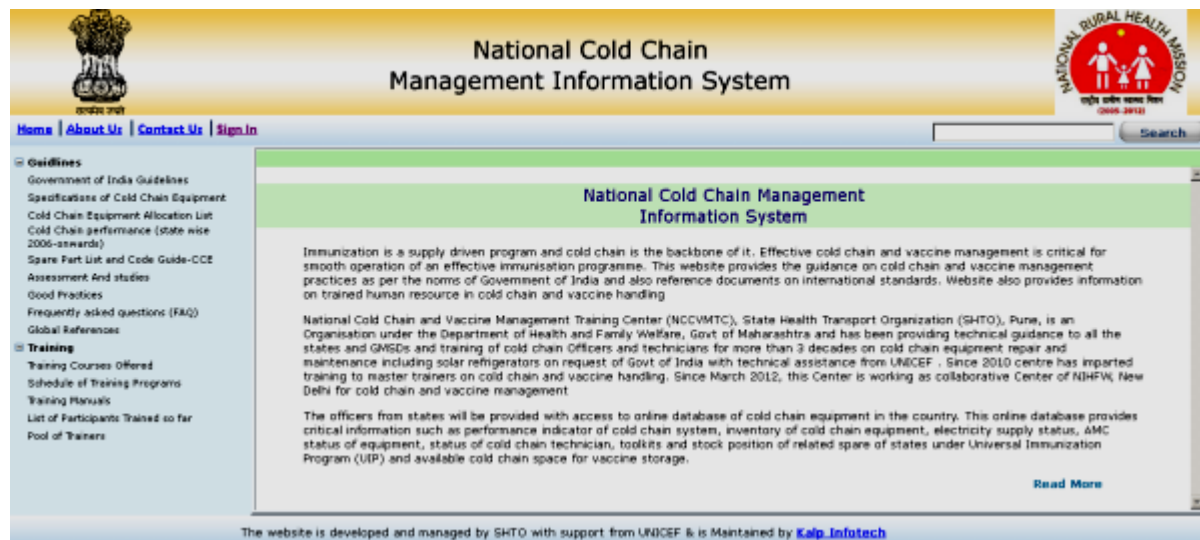 National Cold Chain
Management Information System
NATIONAL RURAL HEALTH MISSION
राष्ट्रीय ग्रामीण स्वास्थ्य मिशन
(2005-2012)
सत्यमेव जयते
Home | About Us | Contact Us | Sign In
Search
Guidlines
Government of India Guidelines
Specifications of Cold Chain Equipment
Cold Chain Equipment Allocation List
Cold Chain performance (state wise
2006-onwards)
Spare Part List and Code Guide-CCE
Assessment And studies
Good Practices
Frequently asked questions (FAQ)
Global References
Training
Training Courses Offered
Schedule of Training Programs
Training Manuals
List of Participants Trained so far
Pool of Trainers
National Cold Chain Management
Information System
Immunization is a supply driven program and cold chain is the backbone of it. Effective cold chain and vaccine management is critical for
smooth operation of an effective immunisation programme. This website provides the guidance on cold chain and vaccine management
practices as per the norms of Government of India and also reference documents on international standards. Website also provides information
on trained human resource in cold chain and vaccine handling
National Cold Chain and Vaccine Management Training Center (NCCVMTC), State Health Transport Organization (SHTO), Pune, is an
Organisation under the Department of Health and Family Welfare, Govt of Maharashtra and has been providing technical guidance to all the
states and GMSDs and training of cold chain Officers and technicians for more than 3 decades on cold chain equipment repair and
maintenance including solar refrigerators on request of Govt of India with technical assistance from UNICEF . Since 2010 centre has imparted
training to master trainers on cold chain and vaccine handling. Since March 2012, this Center is working as collaborative Center of NIHFW, New
Delhi for cold chain and vaccine management
The officers from states will be provided with access to online database of cold chain equipment in the country. This online database provides
critical information such as performance indicator of cold chain system, inventory of cold chain equipment, electricity supply status, AMC
status of equipment, status of cold chain technician, toolkits and stock position of related spare of states under Universal Immunization
Program (UIP) and available cold chain space for vaccine storage.
Read More
The website is developed and managed by SHTO with support from UNICEF & is Maintained by Kalp Infotech